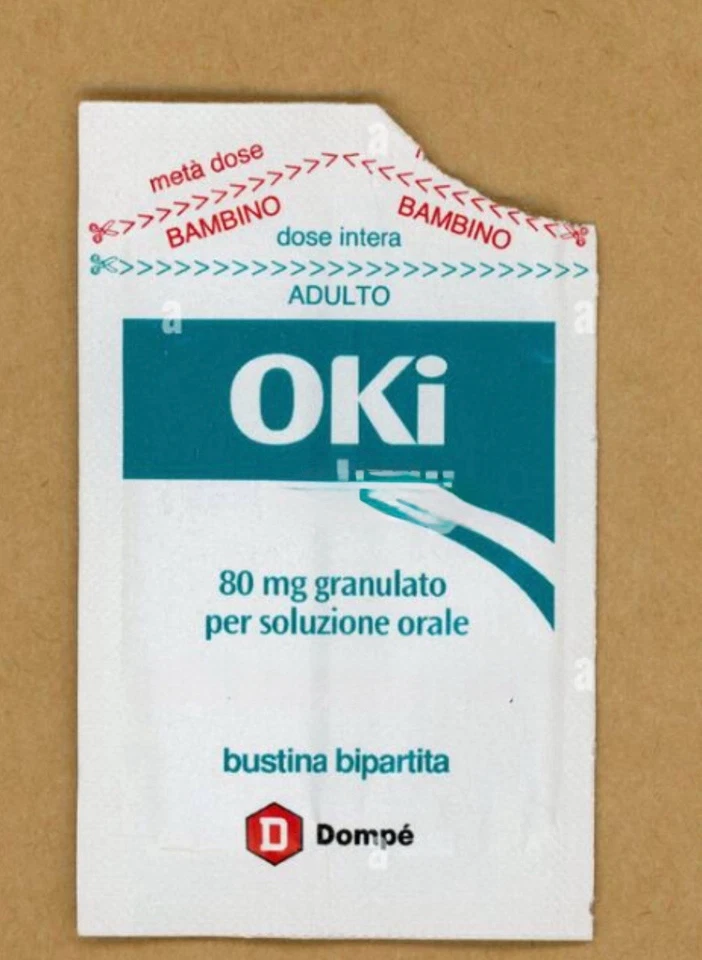 metà dose
BAMBINO
BAMBINO
dose intera
ADULTO
OKi
80 mg granulato
per soluzione orale
bustina bipartita
D Dompé
a
a
a
a
a